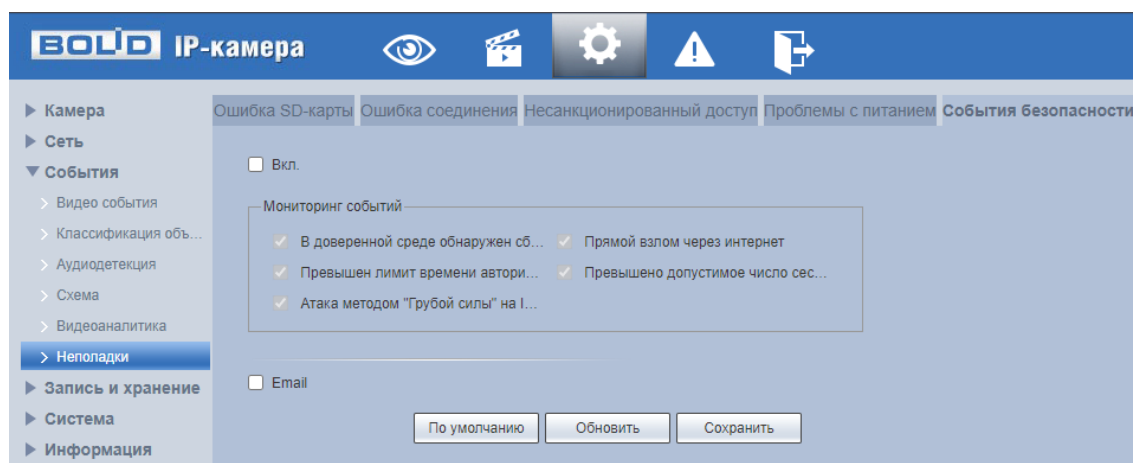 BOLID IP-камера
Ошибка SD-карты Ошибка соединения Несанкционированный доступ Проблемы с питанием События безопасности
Камера
Сеть
События
Видео события
Классификация объ...
Аудиодетекция
Схема
Видеоаналитика
Неполадки
Запись и хранение
Система
Информация
Вкл.
Мониторинг событий
В доверенной среде обнаружен сб... Прямой взлом через интернет
Превышен лимит времени автори... Превышено допустимое число сес...
Атака методом "Грубой силы" на I...
Email
По умолчанию Обновить Сохранить